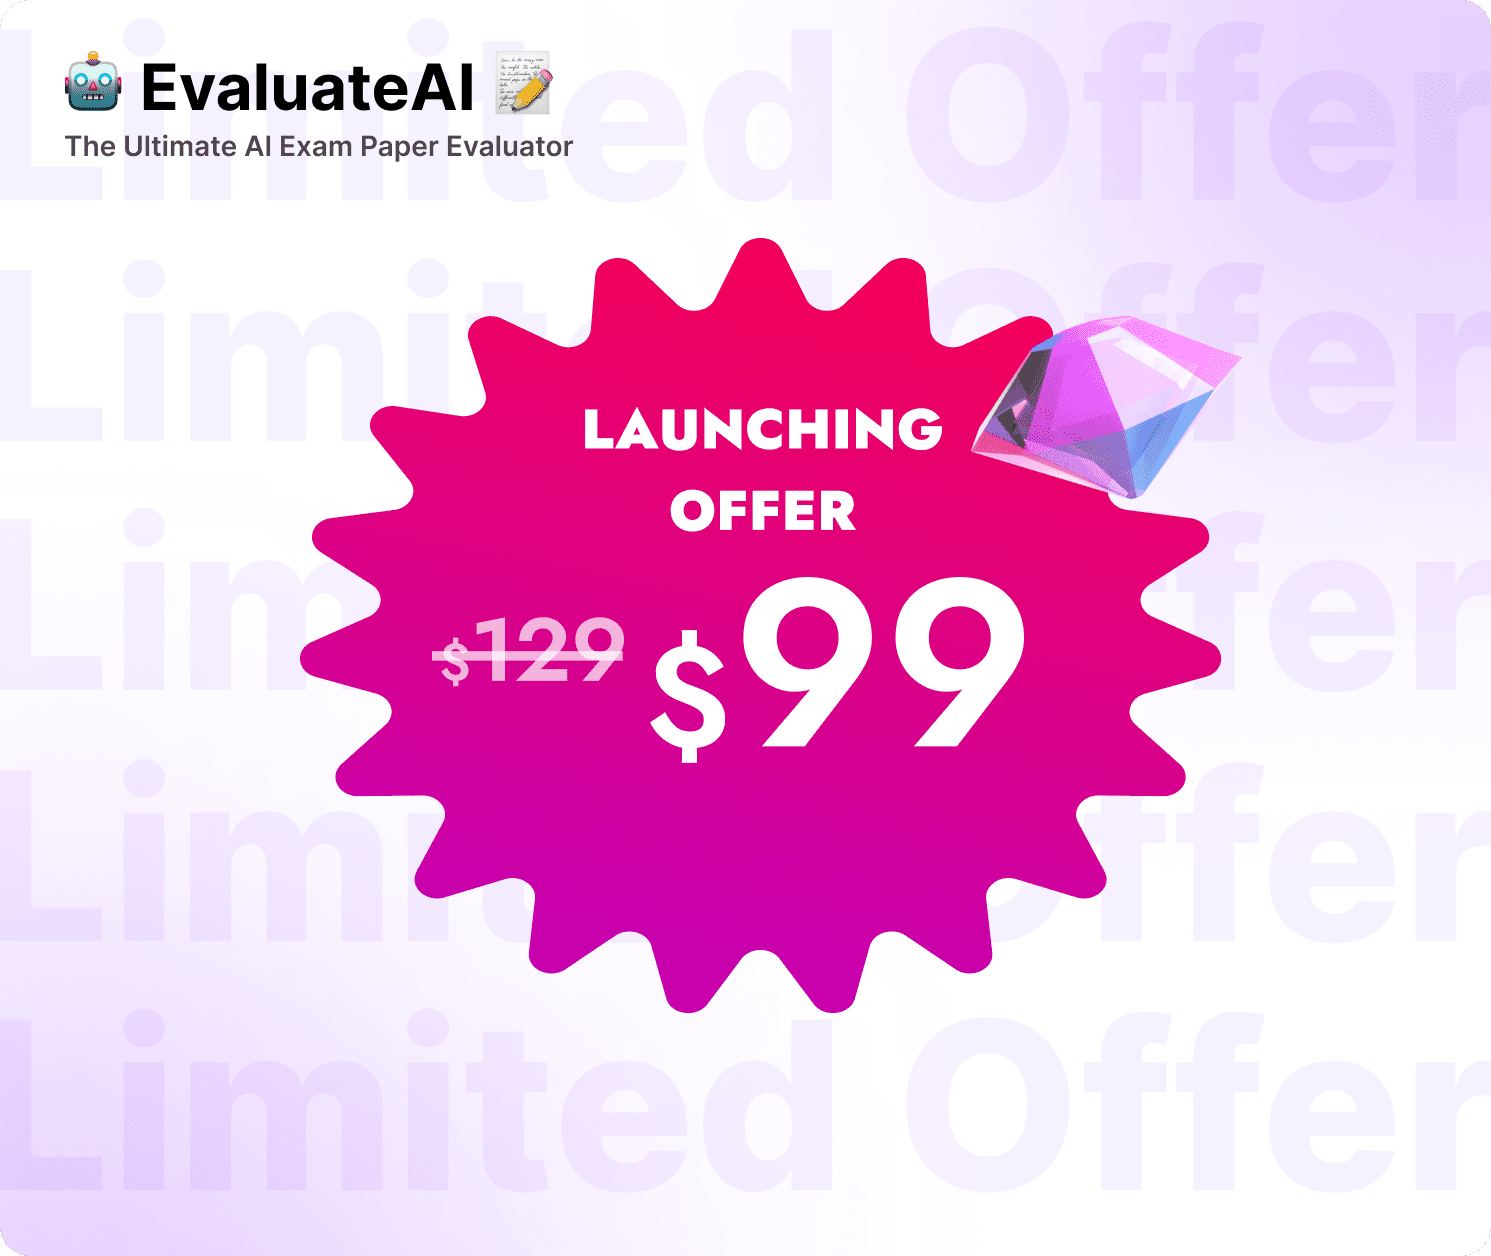 EvaluateAI
The Ultimate AI Exam Paper Evaluator
Limited Offer
Limited Offer
Limited Offer
Limited Offer
Limited Offer
LAUNCHING
OFFER
$129 $99